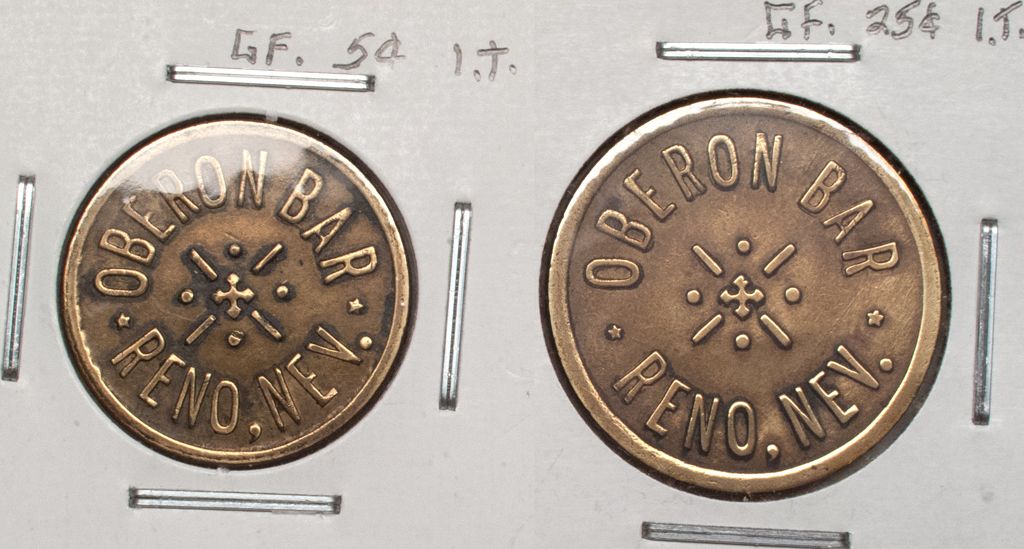 GF. 5¢ I.T.
OBERON BAR
RENO, NEV.
GF. 25¢ I.T.
OBERON BAR
RENO, NEV.